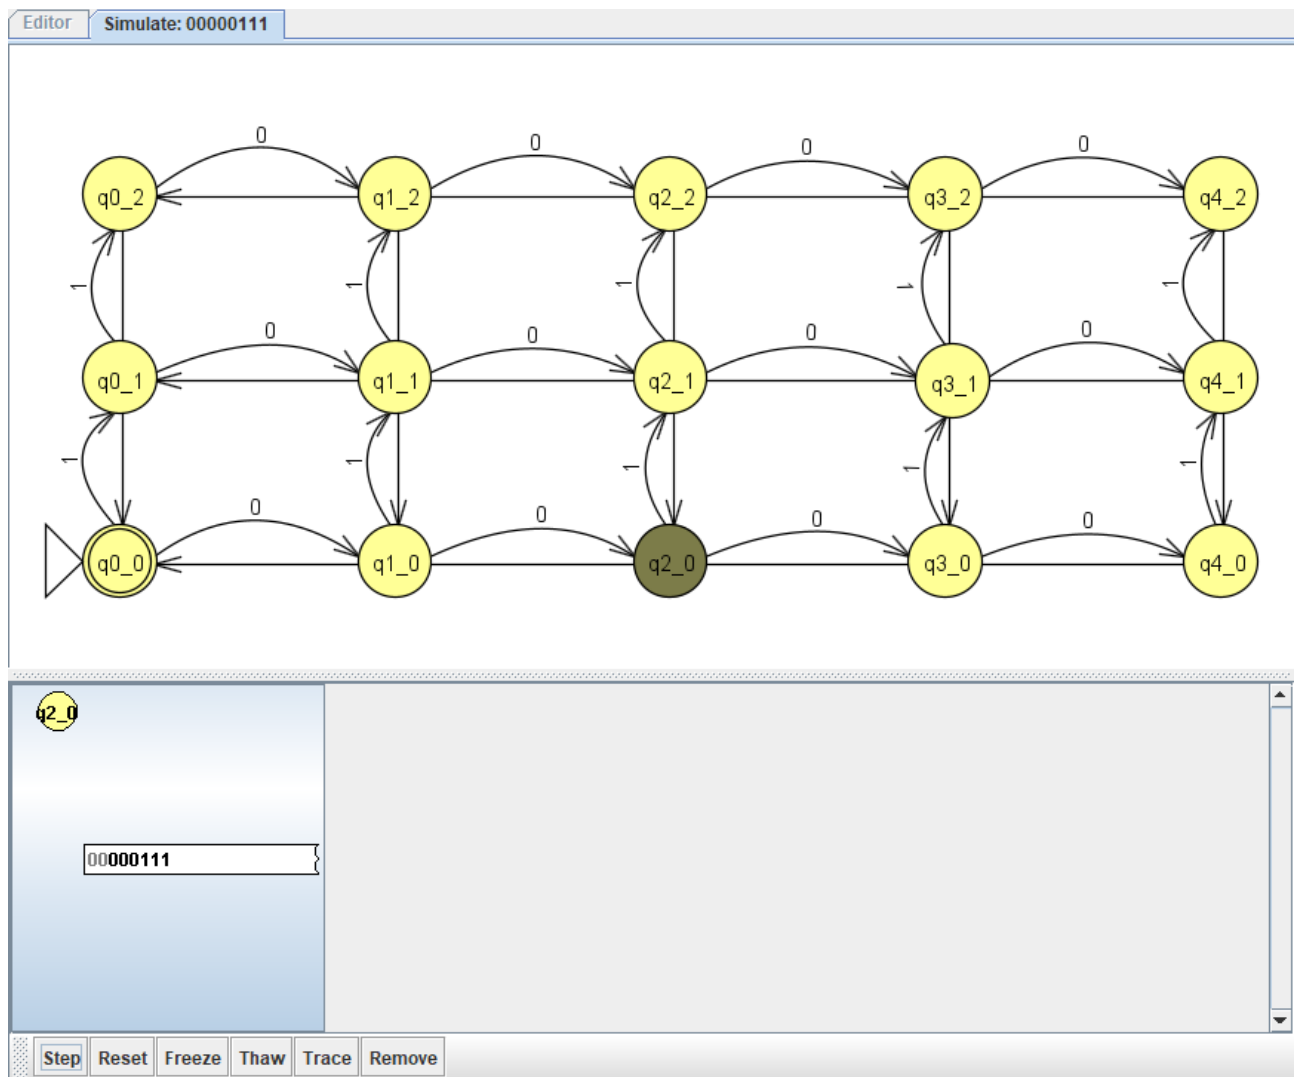 Editor Simulate: 00000111
0 0 0 0
q0_2 q1_2 q2_2 q3_2 q4_2
1 1 1 1 1
0 0 0 0
q0_1 q1_1 q2_1 q3_1 q4_1
1 1 1 1 1
0 0 0 0
q0_0 q1_0 q2_0 q3_0 q4_0
q2_0
00000111
Step Reset Freeze Thaw Trace Remove